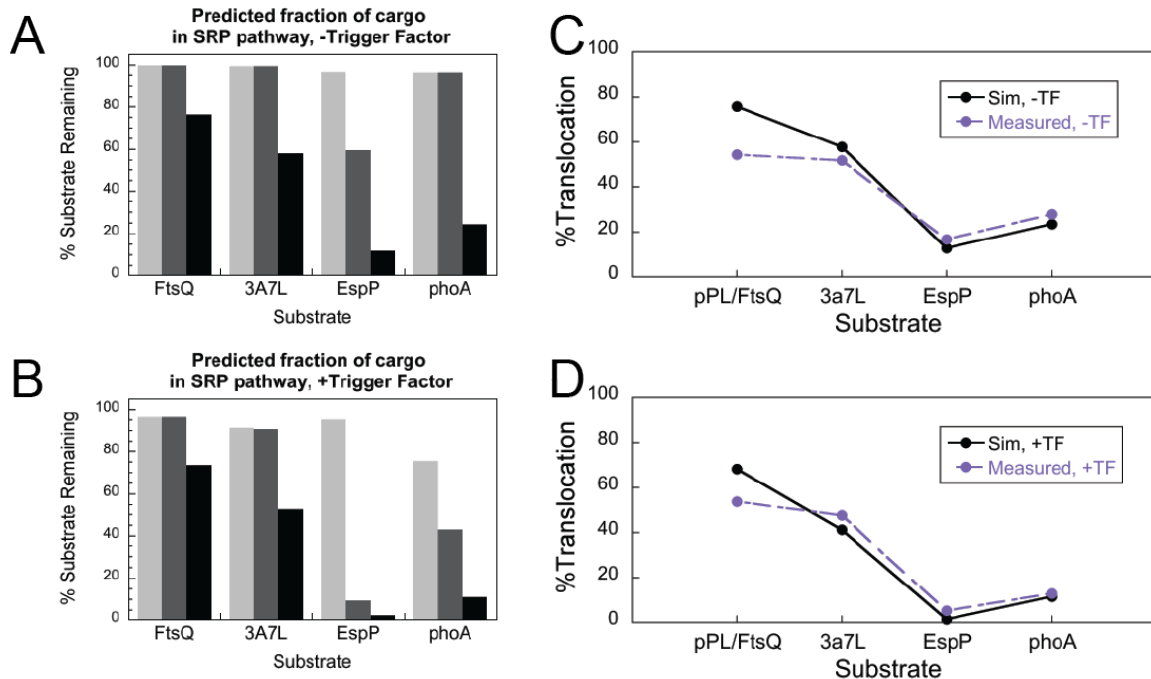 A
Predicted fraction of cargo
in SRP pathway, -Trigger Factor
% Substrate Remaining
100
80
60
40
20
0
FtsQ 3A7L EspP phoA
Substrate
B
Predicted fraction of cargo
in SRP pathway, +Trigger Factor
% Substrate Remaining
100
80
60
40
20
0
FtsQ 3A7L EspP phoA
Substrate
C
%Translocation
100
80
60
40
20
0
Sim, -TF
Measured, -TF
pPL/FtsQ 3a7L EspP phoA
Substrate
D
%Translocation
100
80
60
40
20
0
Sim, +TF
Measured, +TF
pPL/FtsQ 3a7L EspP phoA
Substrate